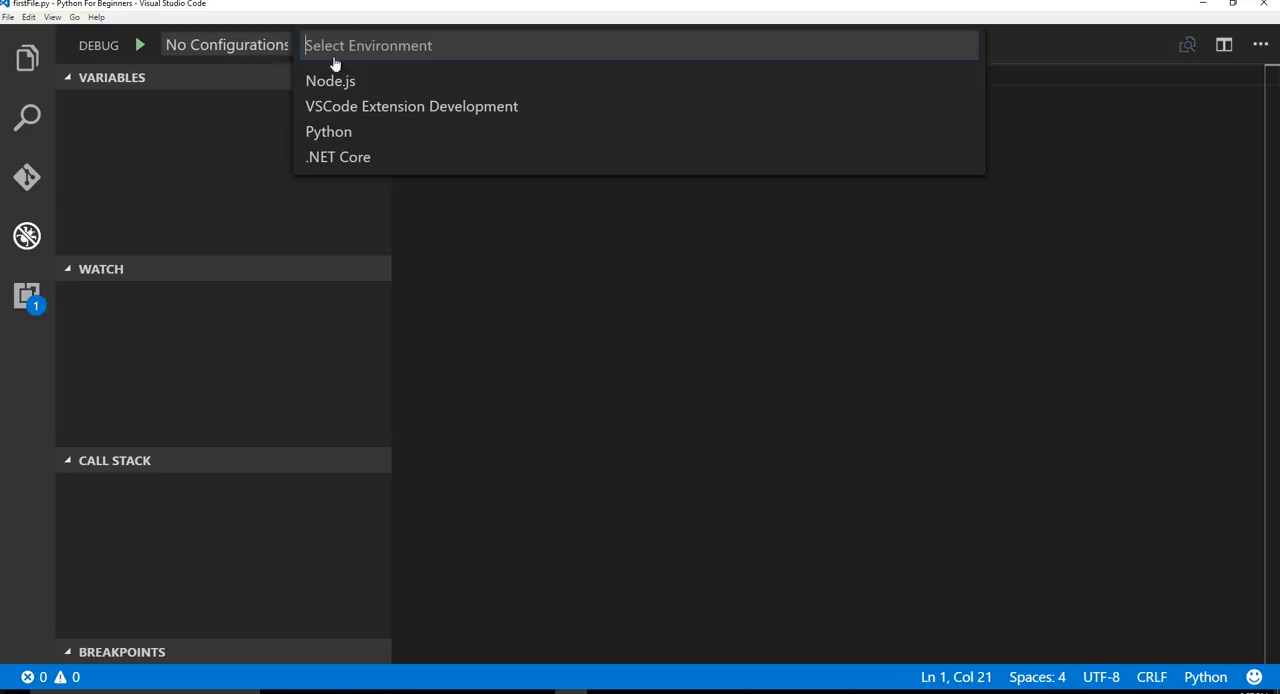 firstFile.py - Python For Beginners - Visual Studio Code
File Edit View Go Help
DEBUG No Configurations
Select Environment
Node.js
VSCode Extension Development
Python
.NET Core
VARIABLES
WATCH
1
CALL STACK
BREAKPOINTS
0 0 Ln 1, Col 21 Spaces: 4 UTF-8 CRLF Python